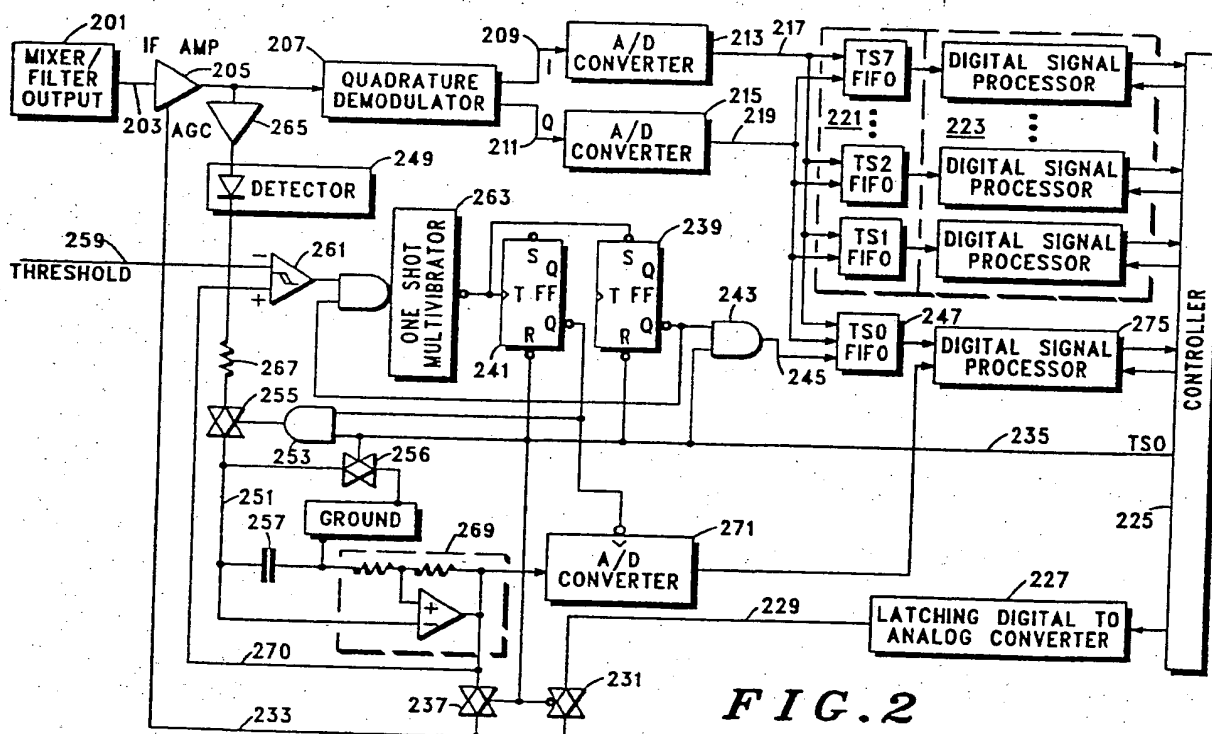 201
MIXER/
FILTER
OUTPUT
203
IF AMP
205
AGC
265
207
QUADRATURE
DEMODULATOR
209
I
A/D
CONVERTER
213
217
Q
211
A/D
CONVERTER
215
219
TS7
FIFO
221
TS2
FIFO
TS1
FIFO
DIGITAL SIGNAL
PROCESSOR
223
DIGITAL SIGNAL
PROCESSOR
DIGITAL SIGNAL
PROCESSOR
249
DETECTOR
259
THRESHOLD
-
+
261
263
ONE SHOT
MULTIVIBRATOR
S
Q
T FF
Q
R
241
239
S
Q
T FF
Q
R
243
245
TS0
FIFO
247
DIGITAL SIGNAL
PROCESSOR
275
CONTROLLER
225
267
255
253
256
235
TSO
251
257
GROUND
269
+
-
A/D
CONVERTER
271
227
LATCHING DIGITAL TO
ANALOG CONVERTER
229
270
237
231
233
FIG.2